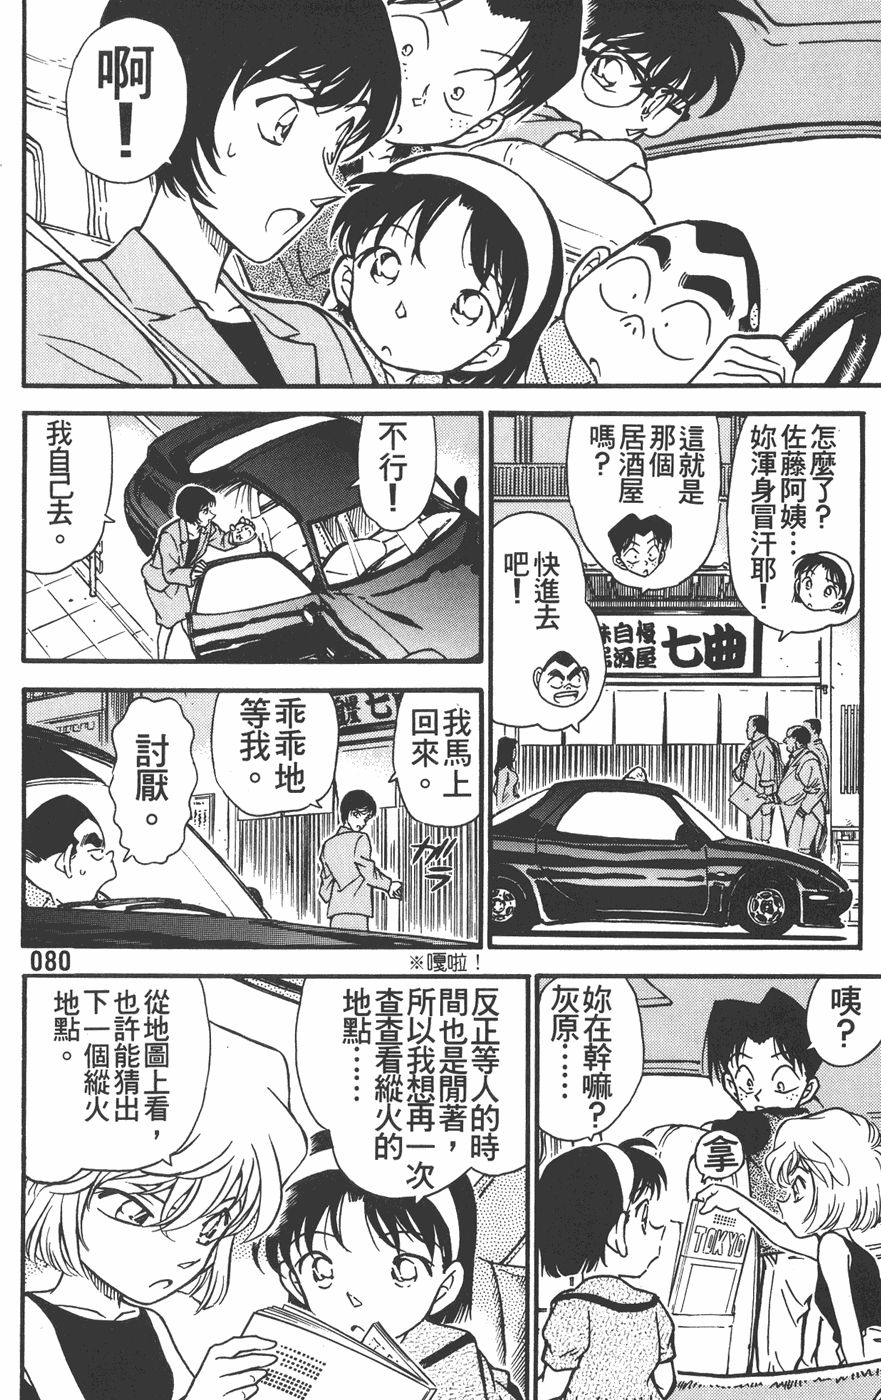 啊！
怎麼了？
佐藤阿姨…
妳渾身冒汗耶！
這就是
那個
居酒屋
嗎？
快進去
吧！
味自慢
居酒屋
七曲
不行！
我自己去。
我馬上
回來。
乖乖地
等我。
討厭。
七
ガラ
※嘎啦！
080
咦？
妳在幹嘛？
灰原……
拿
TOKYO
反正等人的時
間也是閒著，
所以我想再一次
查查看縱火的
地點……
從地圖上看，
也許能猜出
下一個縱火
地點。